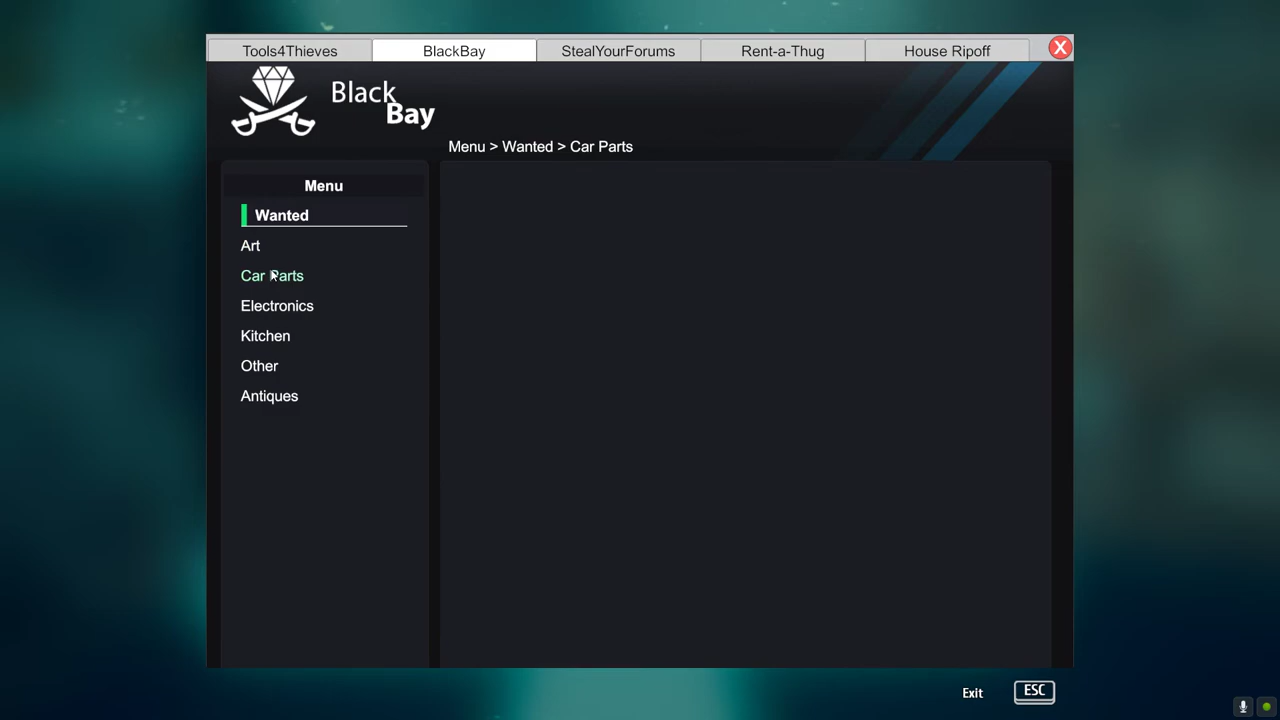 Tools4Thieves
BlackBay
StealYourForums
Rent-a-Thug
House Ripoff
X
Black
Bay
Menu > Wanted > Car Parts
Menu
Wanted
Art
Car Parts
Electronics
Kitchen
Other
Antiques
Exit ESC